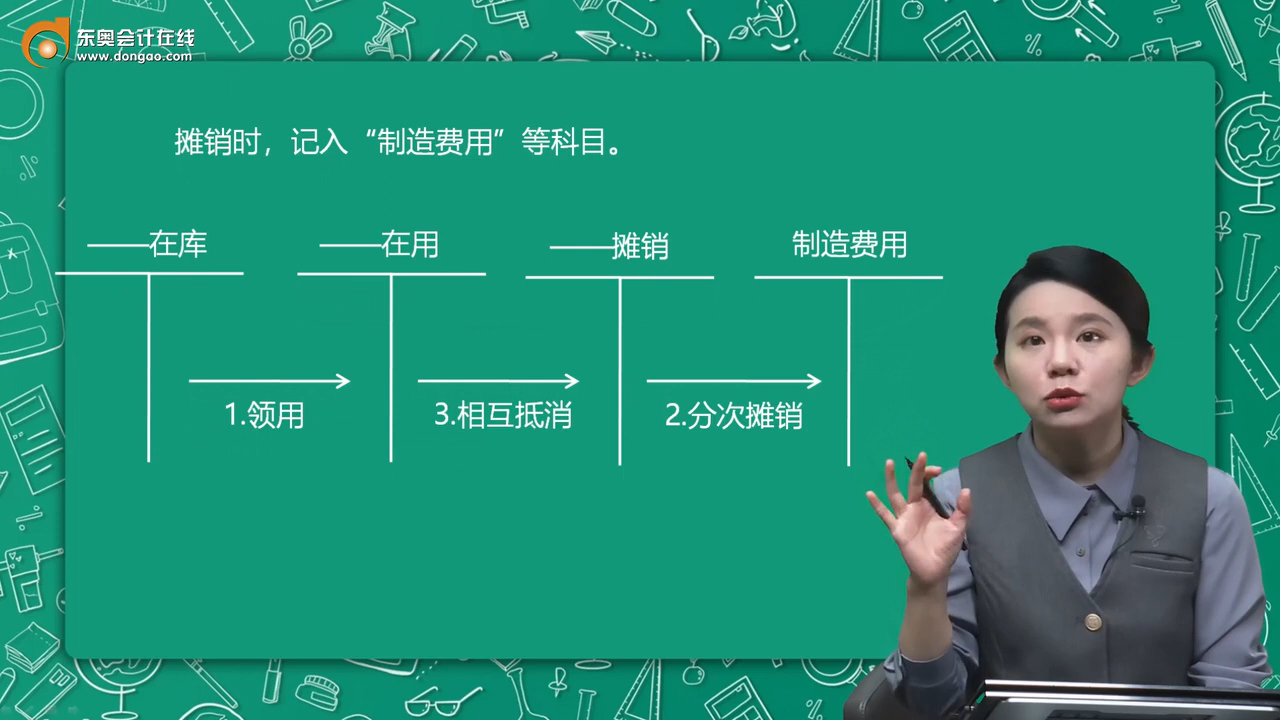 东奥会计在线
www.dongao.com
摊销时，记入“制造费用”等科目。
——在库
——在用
——摊销
制造费用
1.领用
3.相互抵消
2.分次摊销